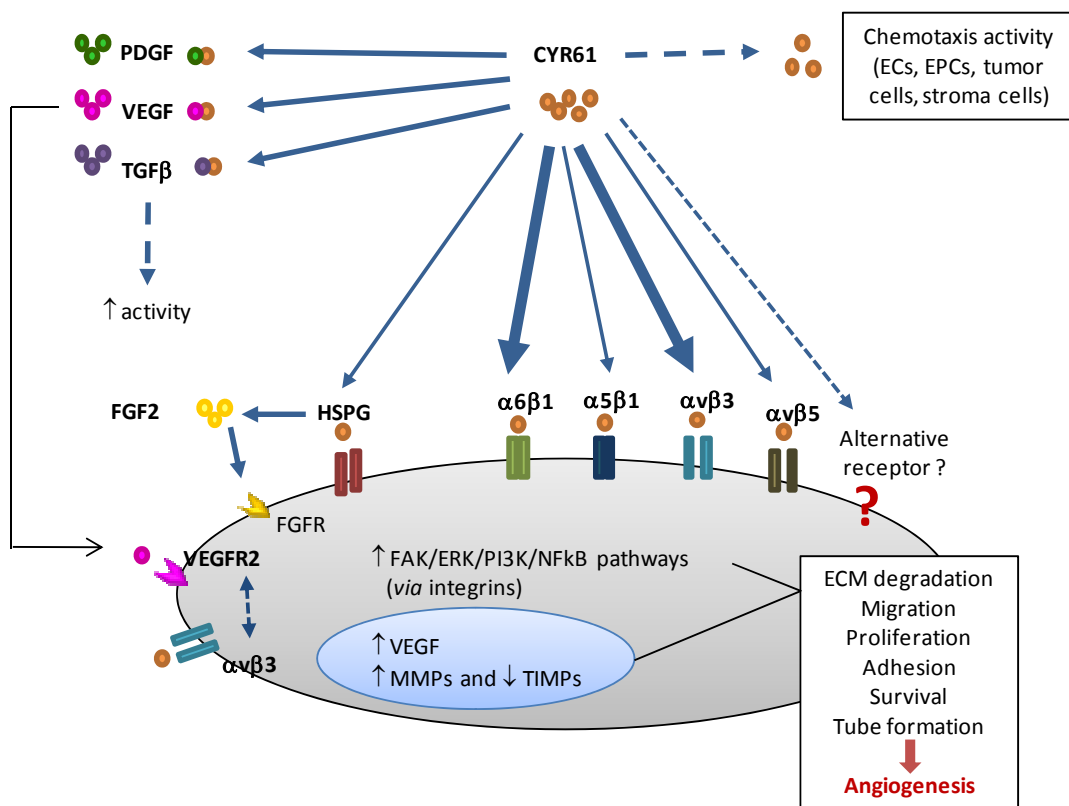 PDGF
CYR61
Chemotaxis activity
(ECs, EPCs, tumor
cells, stroma cells)
VEGF
TGFβ
↑ activity
FGF2
HSPG
α6β1
α5β1
αvβ3
αvβ5
Alternative
receptor ?
?
FGFR
VEGFR2
↑ FAK/ERK/PI3K/NFkB pathways
(via integrins)
↑ VEGF
↑ MMPs and ↓ TIMPs
αvβ3
ECM degradation
Migration
Proliferation
Adhesion
Survival
Tube formation
Angiogenesis